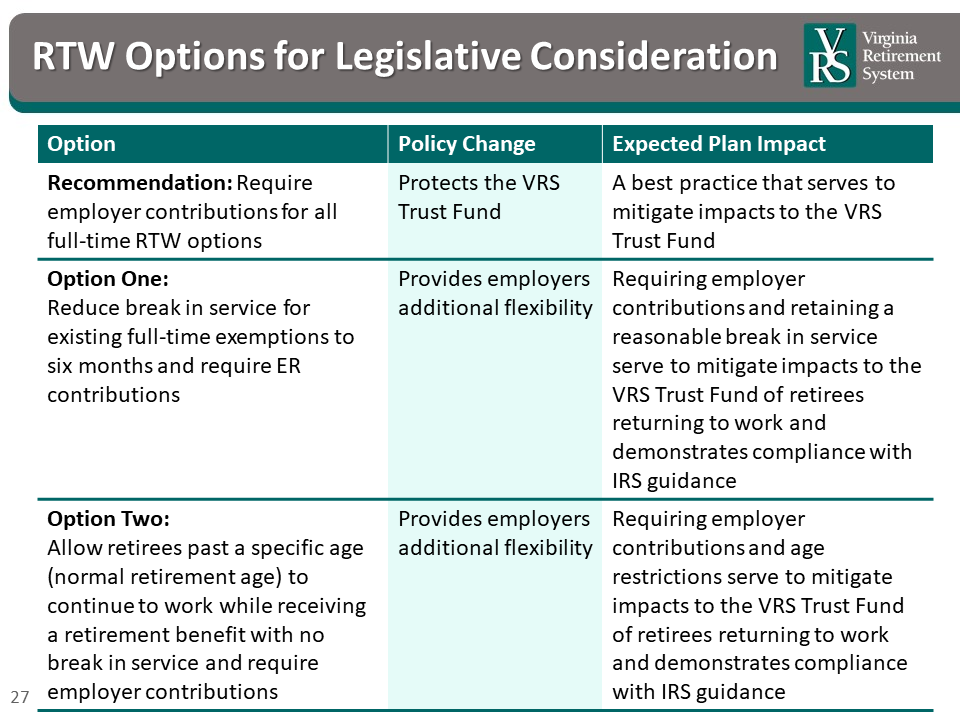 RTW Options for Legislative Consideration
VRS
Virginia
Retirement
System
Option
Policy Change
Expected Plan Impact
Recommendation: Require
employer contributions for all
full-time RTW options
Protects the VRS
Trust Fund
A best practice that serves to
mitigate impacts to the VRS
Trust Fund
Option One:
Reduce break in service for
existing full-time exemptions to
six months and require ER
contributions
Provides employers
additional flexibility
Requiring employer
contributions and retaining a
reasonable break in service
serve to mitigate impacts to the
VRS Trust Fund of retirees
returning to work and
demonstrates compliance with
IRS guidance
Option Two:
Allow retirees past a specific age
(normal retirement age) to
continue to work while receiving
a retirement benefit with no
break in service and require
employer contributions
Provides employers
additional flexibility
Requiring employer
contributions and age
restrictions serve to mitigate
impacts to the VRS Trust Fund
of retirees returning to work
and demonstrates compliance
with IRS guidance
27